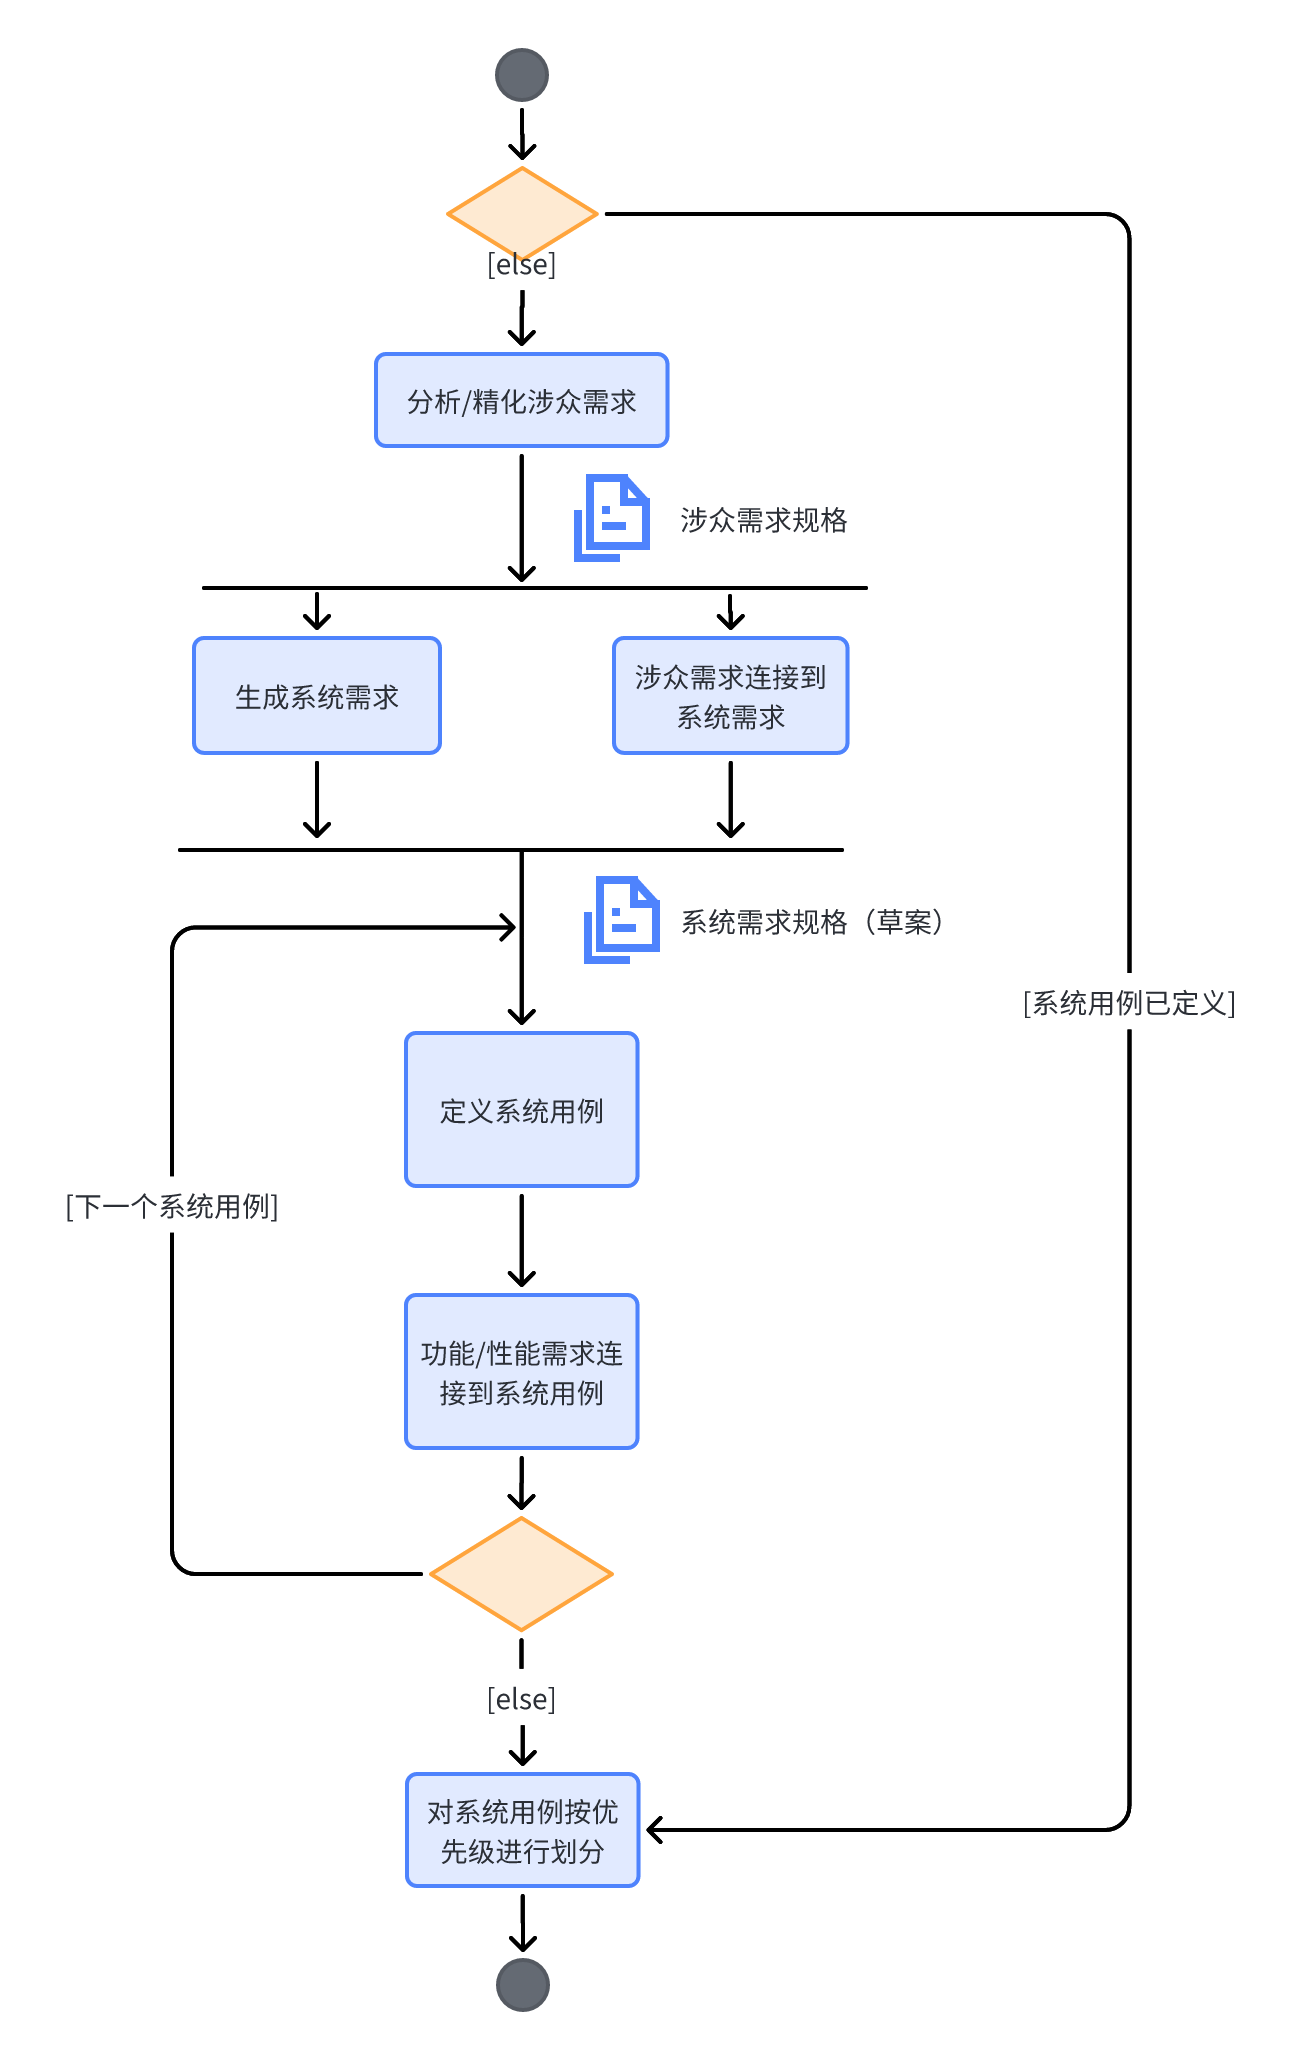 [else]
分析/精化涉众需求
涉众需求规格
生成系统需求
涉众需求连接到
系统需求
系统需求规格（草案）
[系统用例已定义]
定义系统用例
[下一个系统用例]
功能/性能需求连
接到系统用例
[else]
对系统用例按优
先级进行划分